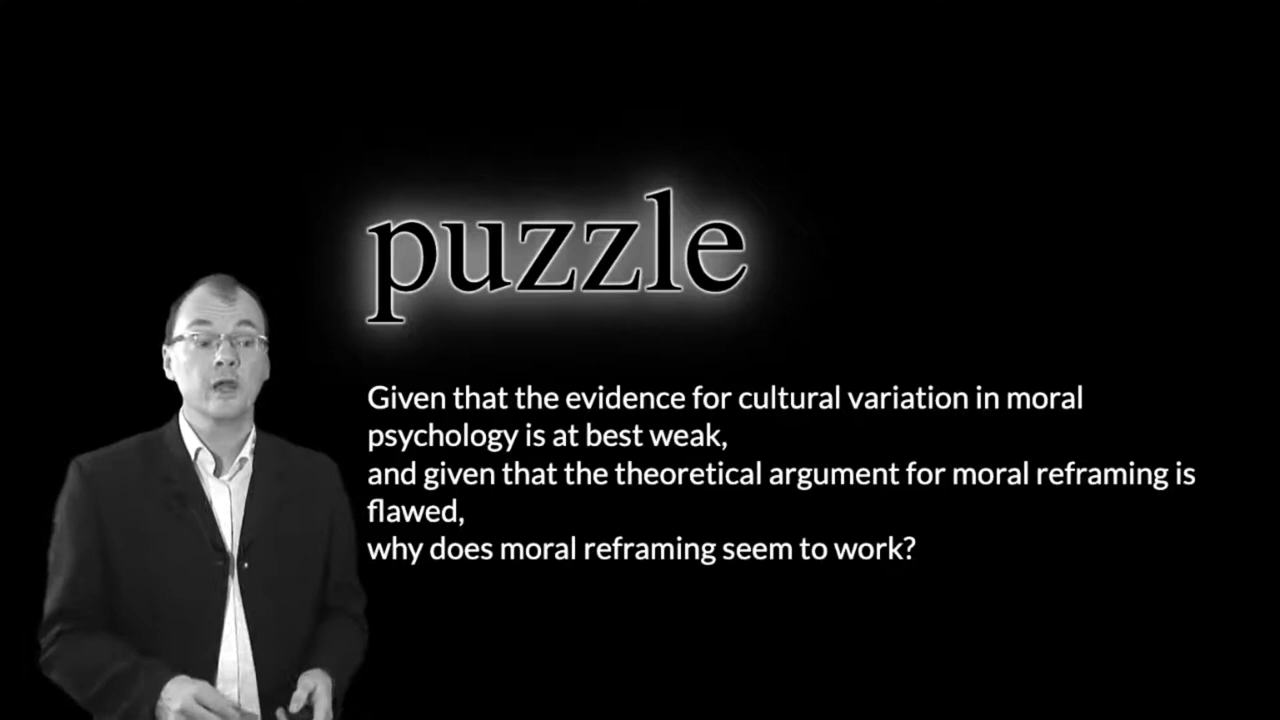 puzzle
Given that the evidence for cultural variation in moral
psychology is at best weak,
and given that the theoretical argument for moral reframing is
flawed,
why does moral reframing seem to work?